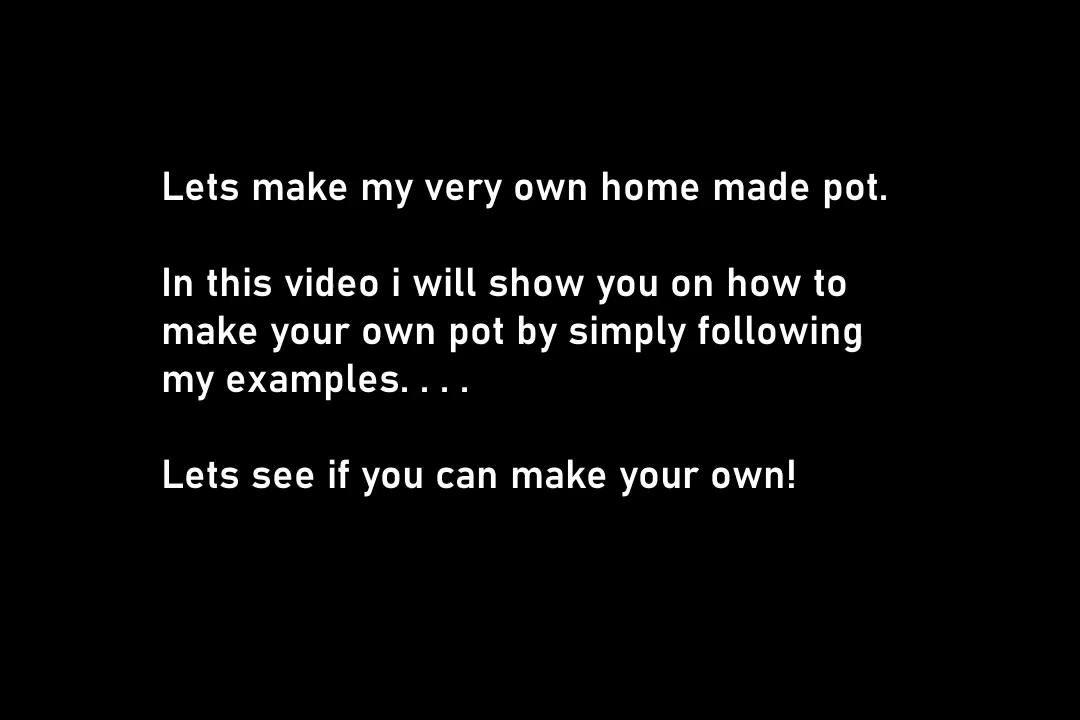 Lets make my very own home made pot.
In this video i will show you on how to
make your own pot by simply following
my examples. . . .
Lets see if you can make your own!